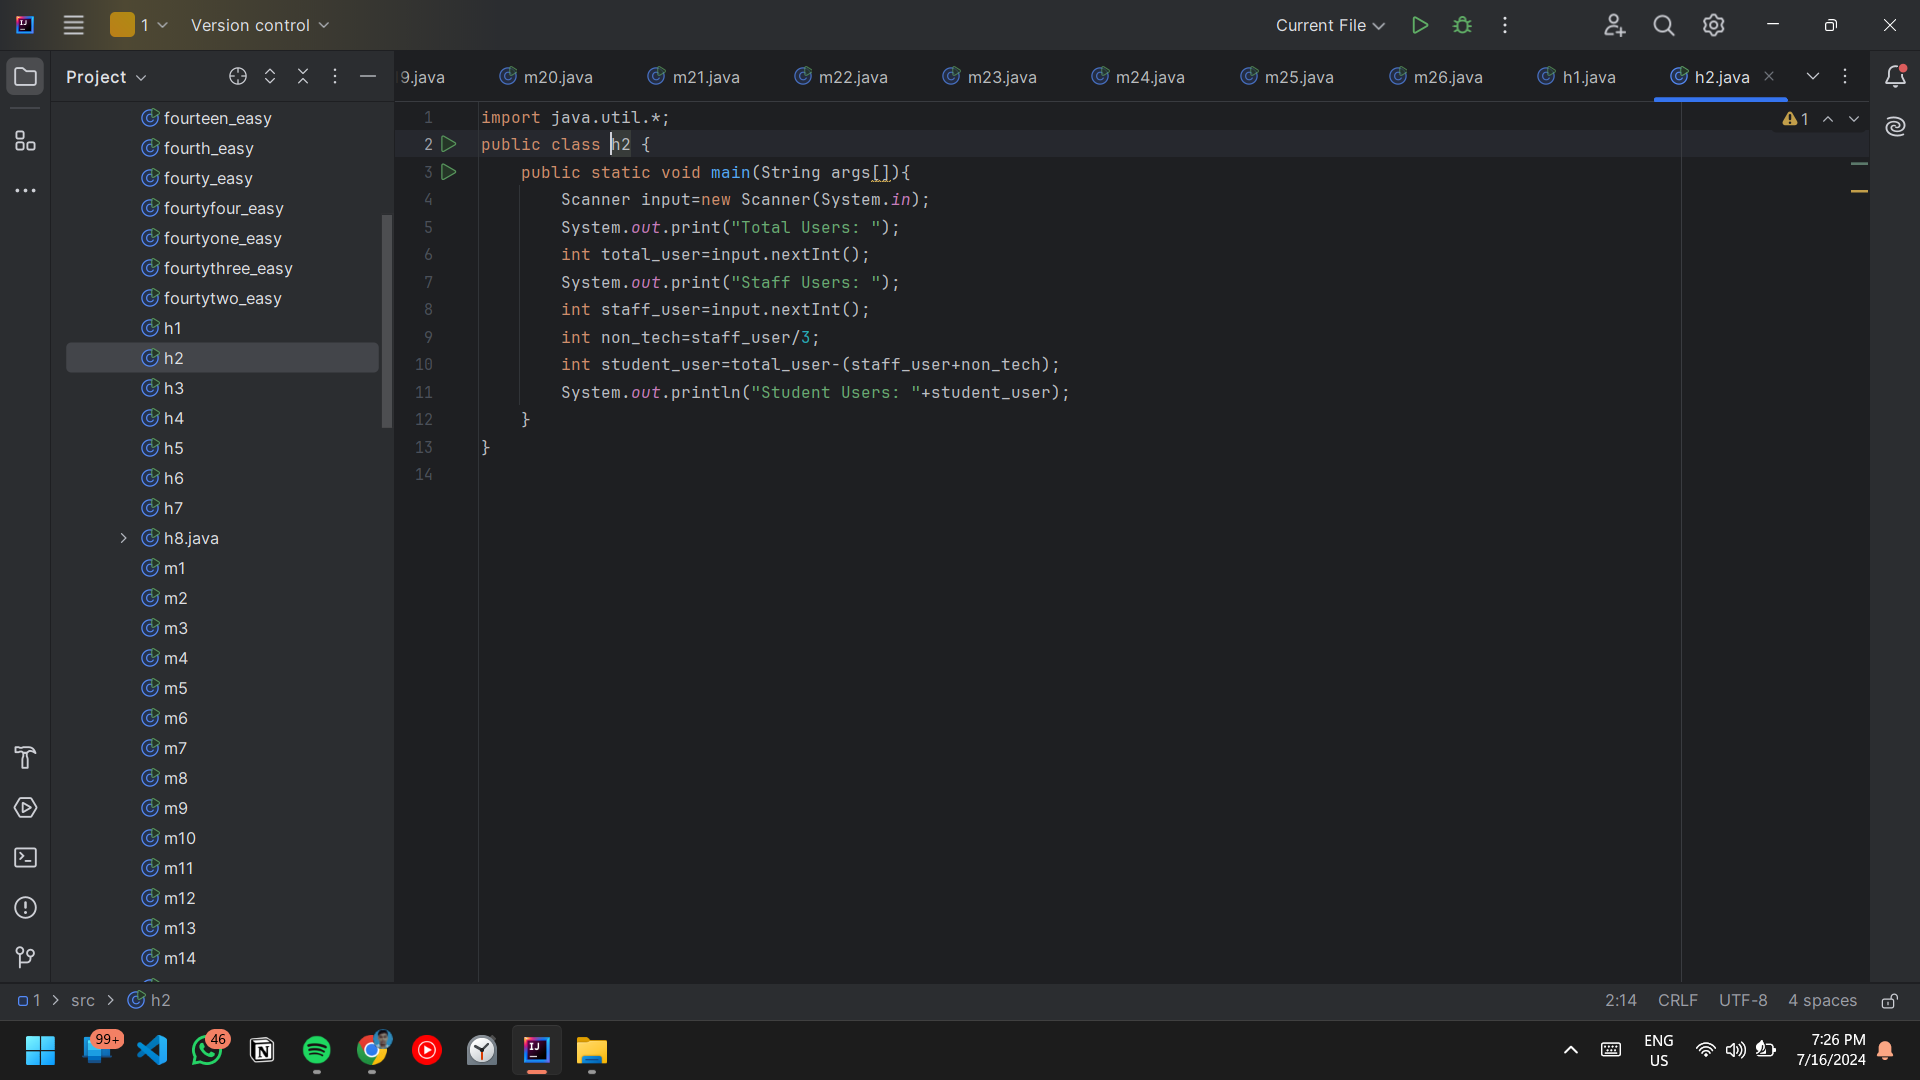 1
Version control
Current File
Project
9.java
m20.java
m21.java
m22.java
m23.java
m24.java
m25.java
m26.java
h1.java
h2.java
fourteen_easy
fourth_easy
fourty_easy
fourtyfour_easy
fourtyone_easy
fourtythree_easy
fourtytwo_easy
h1
h2
h3
h4
h5
h6
h7
h8.java
m1
m2
m3
m4
m5
m6
m7
m8
m9
m10
m11
m12
m13
m14
1 import java.util.*;
2 public class h2 {
3 public static void main(String args[]){
4 Scanner input=new Scanner(System.in);
5 System.out.print("Total Users: ");
6 int total_user=input.nextInt();
7 System.out.print("Staff Users: ");
8 int staff_user=input.nextInt();
9 int non_tech=staff_user/3;
10 int student_user=total_user-(staff_user+non_tech);
11 System.out.println("Student Users: "+student_user);
12 }
13 }
14
1
1 > src > h2
2:14 CRLF UTF-8 4 spaces
99+
46
ENG
US
7:26 PM
7/16/2024